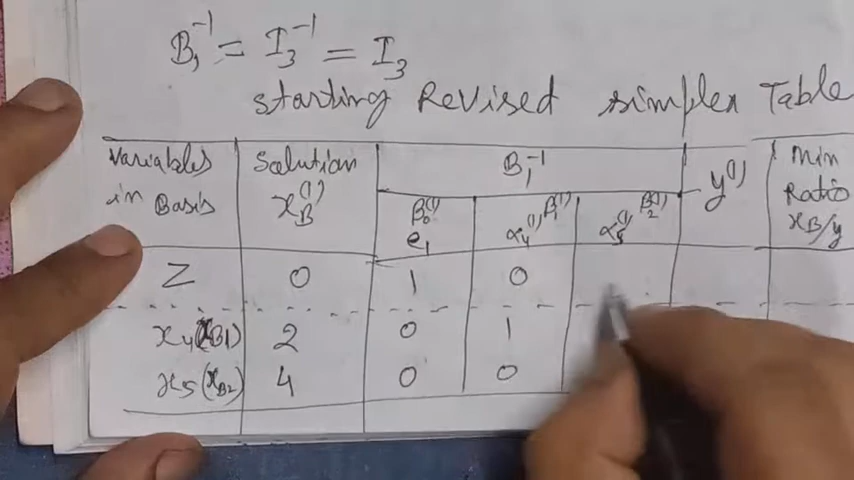 B₁⁻¹ = I₃⁻¹ = I₃
starting Revised simplex Table
Variables in Basis | Solution x_B⁽¹⁾ | B₁⁻¹ | y⁽¹⁾ | Min Ratio x_B/y
β₀⁽¹⁾ e₁ | β₁⁽¹⁾ α₄⁽¹⁾ | β₂⁽¹⁾ α₅⁽¹⁾
Z | 0 | 1 | 0
x₄(x_B1) | 2 | 0 | 1
x₅(x_B2) | 4 | 0 | 0